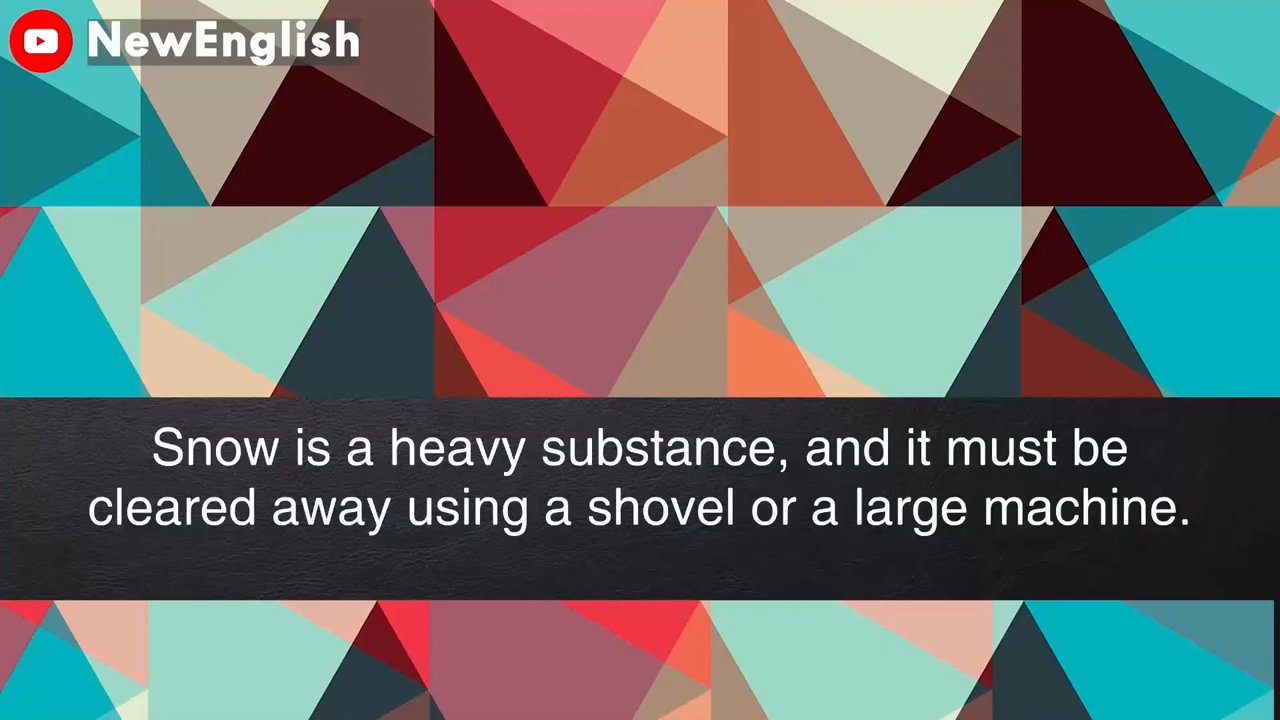 NewEnglish
Snow is a heavy substance, and it must be
cleared away using a shovel or a large machine.